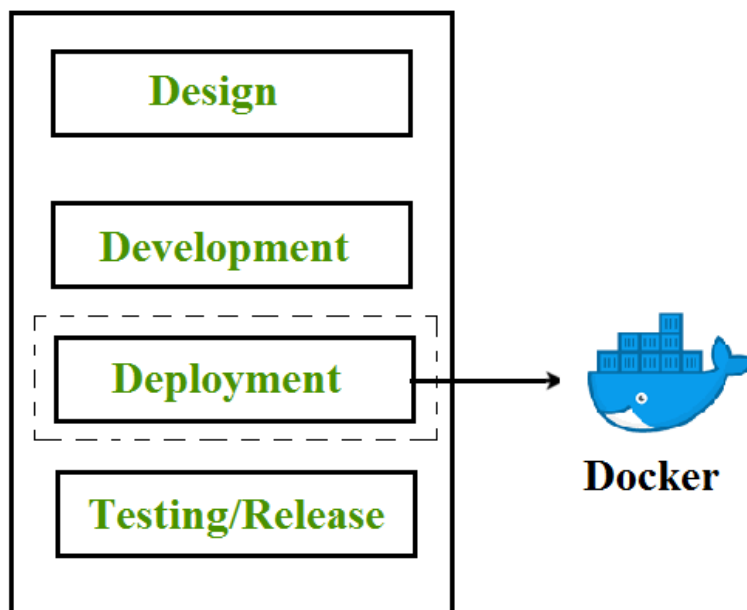 Design
Development
Deployment
Testing/Release
Docker